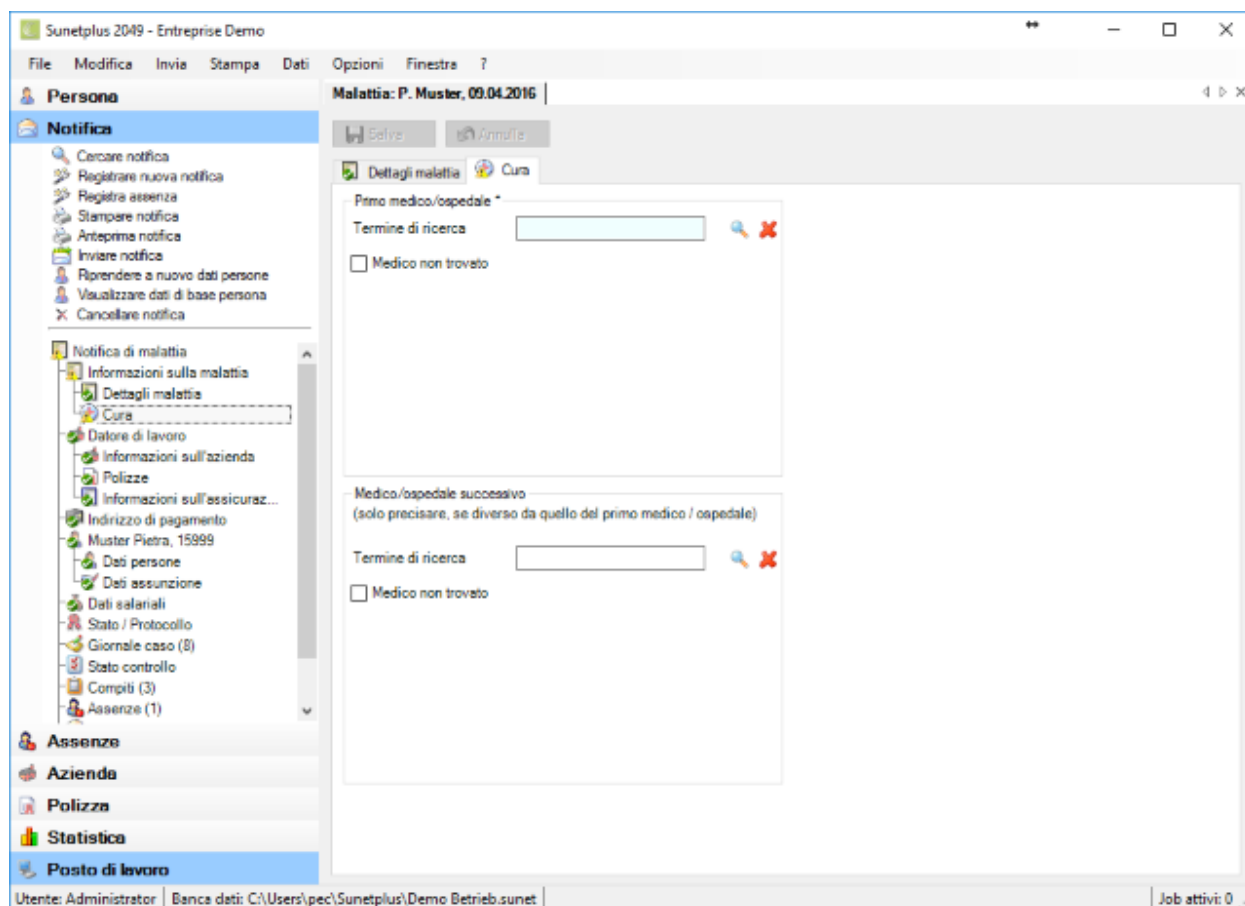 Sunetplus 2049 - Entreprise Demo
File Modifica Invia Stampa Dati Opzioni Finestra ?
Persona
Notifica
Cercare notifica
Registrare nuova notifica
Registra assenza
Stampare notifica
Anteprima notifica
Inviare notifica
Riprendere a nuovo dati persone
Visualizzare dati di base persona
Cancellare notifica
Notifica di malattia
Informazioni sulla malattia
Dettagli malattia
Cura
Datore di lavoro
Informazioni sull'azienda
Polizze
Informazioni sull'assicuraz...
Indirizzo di pagamento
Muster Pietra, 15999
Dati persone
Dati assunzione
Dati salariali
Stato / Protocollo
Giornale caso (8)
Stato controllo
Compiti (3)
Assenze (1)
Assenze
Azienda
Polizza
Statistica
Posto di lavoro
Malattia: P. Muster, 09.04.2016
Salva Annulla
Dettagli malattia Cura
Primo medico/ospedale *
Termine di ricerca
Medico non trovato
Medico/ospedale successivo
(solo precisare, se diverso da quello del primo medico / ospedale)
Termine di ricerca
Medico non trovato
Utente: Administrator Banca dati: C:\Users\pec\Sunetplus\Demo Betrieb.sunet Job attivi: 0